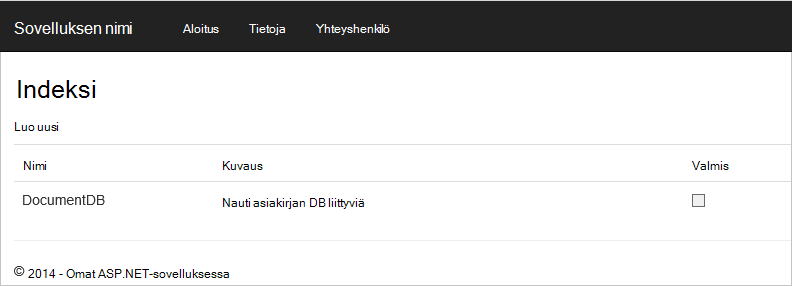 Sovelluksen nimi Aloitus Tietoja Yhteyshenkilö
Indeksi
Luo uusi
Nimi Kuvaus Valmis
DocumentDB Nauti asiakirjan DB liittyviä
© 2014 - Omat ASP.NET-sovelluksessa